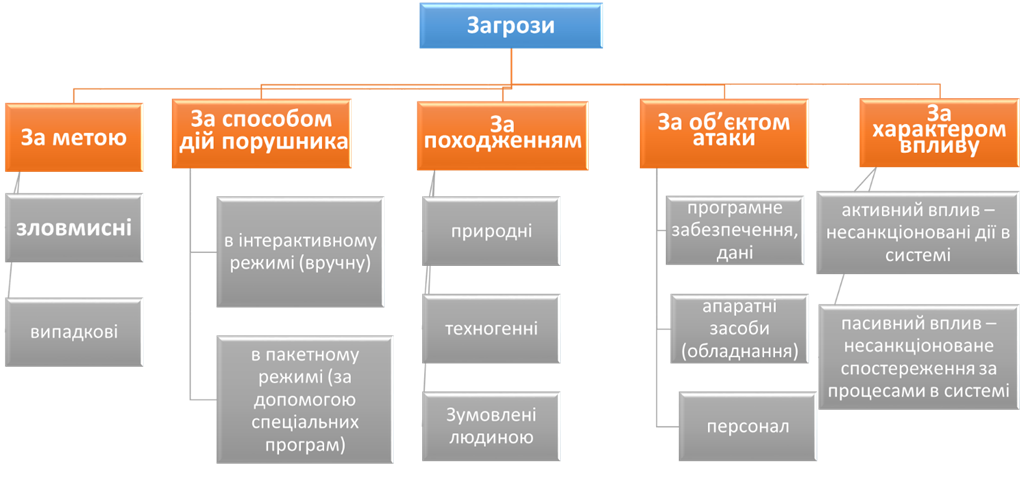 Загрози
За метою
зловмисні
випадкові
За способом
дій порушника
в інтерактивному
режимі (вручну)
в пакетному
режимі (за
допомогою
спеціальних
програм)
За
походженням
природні
техногенні
Зумовлені
людиною
За об’єктом
атаки
програмне
забезпечення,
дані
апаратні
засоби
(обладнання)
персонал
За
характером
впливу
активний вплив –
несанкціоновані дії в
системі
пасивний вплив –
несанкціоноване
спостереження за
процесами в системі